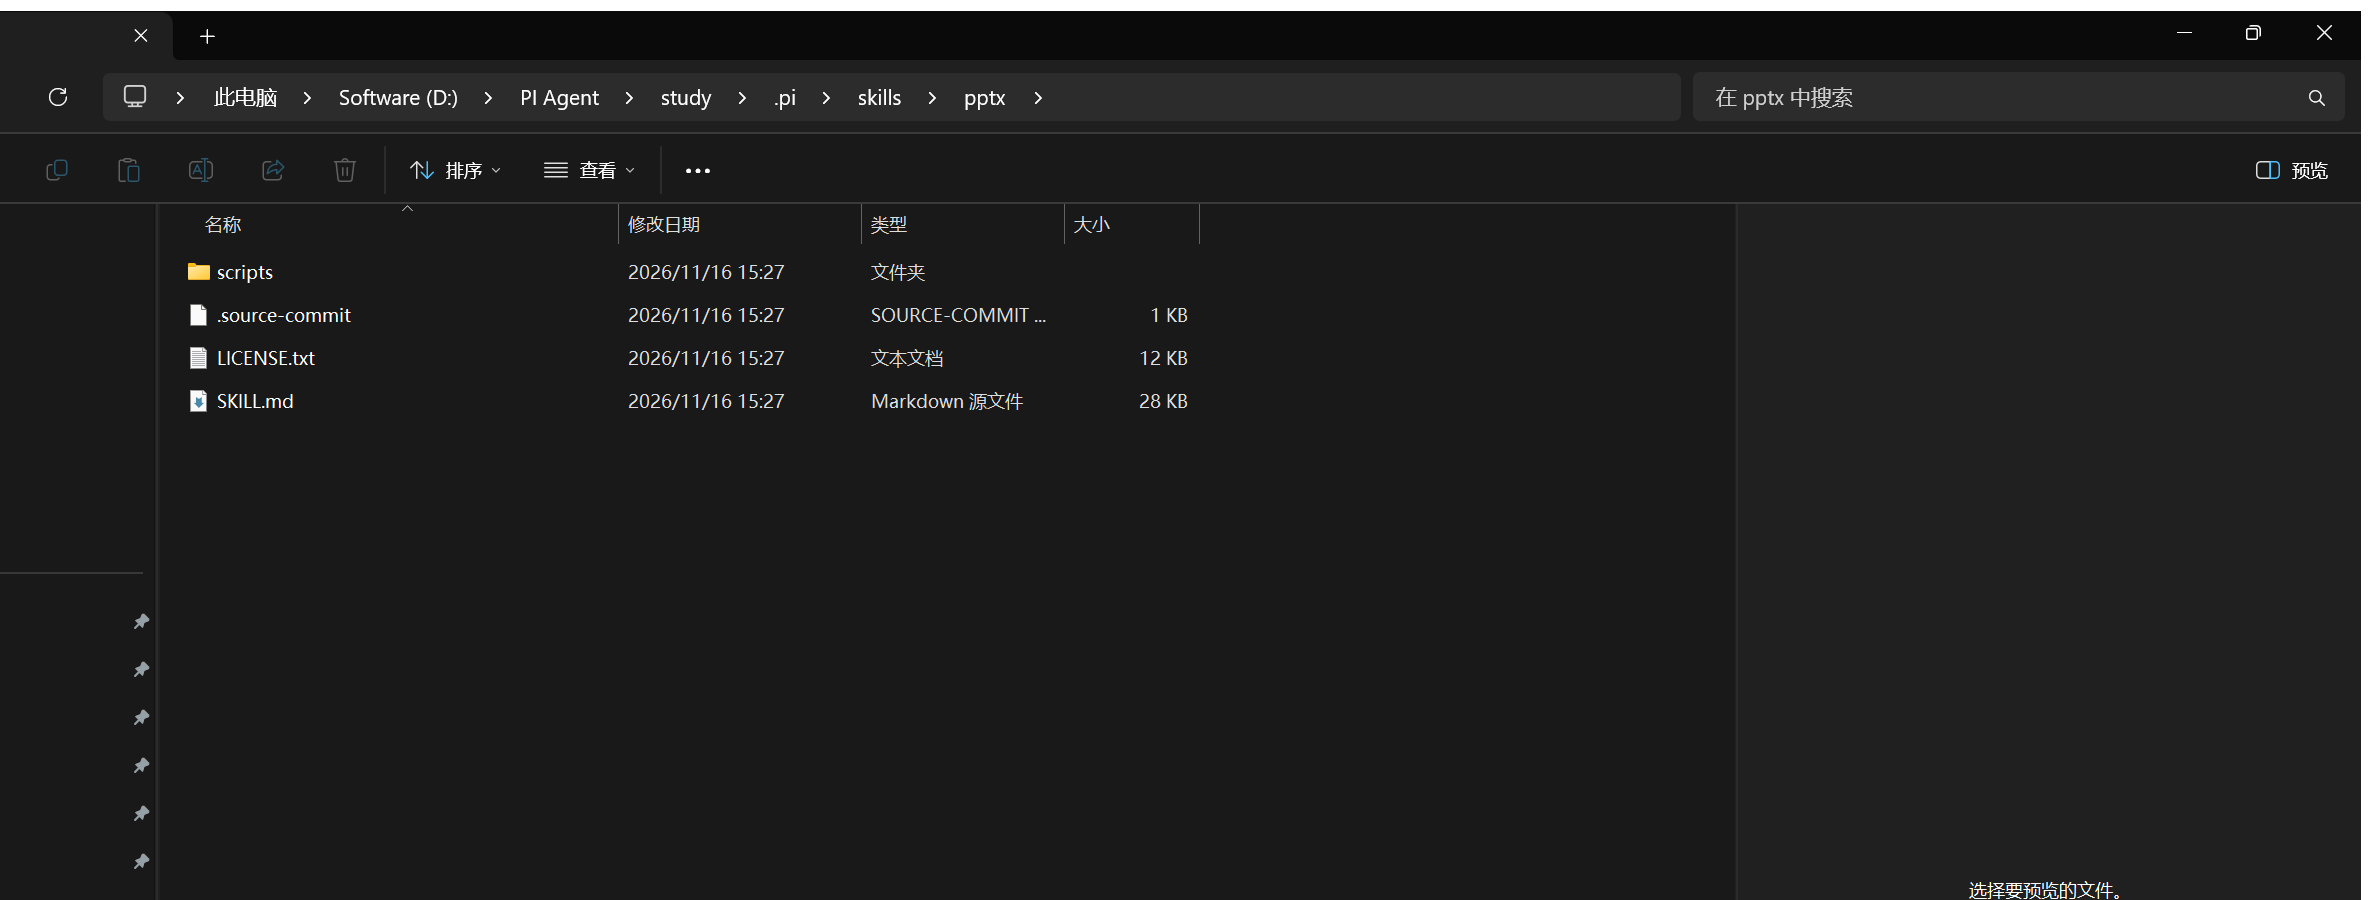 此电脑 Software (D:) PI Agent study .pi skills pptx
在 pptx 中搜索
排序 查看 预览
名称 修改日期 类型 大小
scripts 2026/11/16 15:27 文件夹
.source-commit 2026/11/16 15:27 SOURCE-COMMIT ... 1 KB
LICENSE.txt 2026/11/16 15:27 文本文档 12 KB
SKILL.md 2026/11/16 15:27 Markdown 源文件 28 KB
选择要预览的文件。